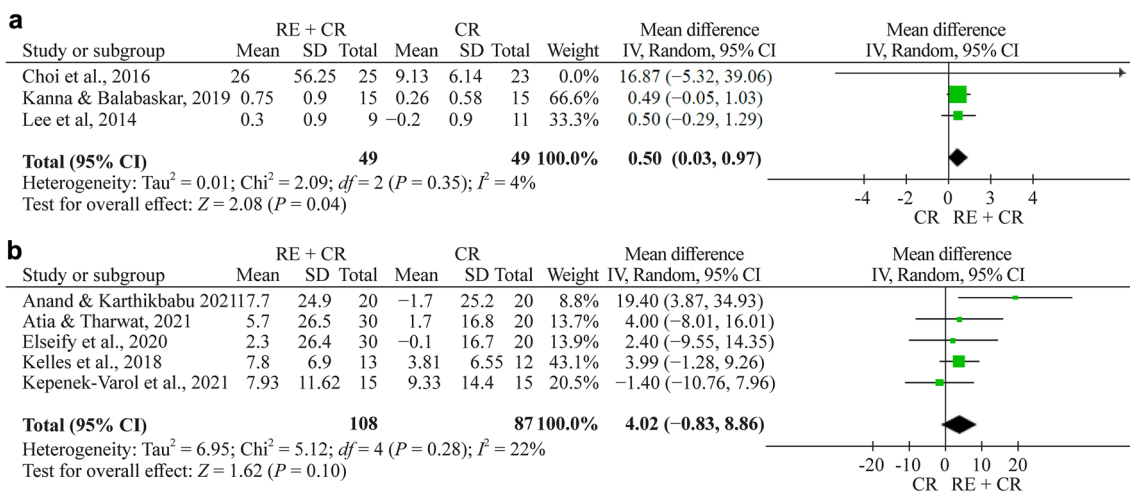 a
RE + CR CR Mean difference Mean difference
Study or subgroup Mean SD Total Mean SD Total Weight IV, Random, 95% CI IV, Random, 95% CI
Choi et al., 2016 26 56.25 25 9.13 6.14 23 0.0% 16.87 (−5.32, 39.06)
Kanna & Balabaskar, 2019 0.75 0.9 15 0.26 0.58 15 66.6% 0.49 (−0.05, 1.03)
Lee et al, 2014 0.3 0.9 9 −0.2 0.9 11 33.3% 0.50 (−0.29, 1.29)
Total (95% CI) 49 49 100.0% 0.50 (0.03, 0.97)
Heterogeneity: Tau² = 0.01; Chi² = 2.09; df = 2 (P = 0.35); I² = 4%
Test for overall effect: Z = 2.08 (P = 0.04)
-4 -2 0 3 4
CR RE + CR
b
RE + CR CR Mean difference Mean difference
Study or subgroup Mean SD Total Mean SD Total Weight IV, Random, 95% CI IV, Random, 95% CI
Anand & Karthikbabu 202117.7 24.9 20 −1.7 25.2 20 8.8% 19.40 (3.87, 34.93)
Atia & Tharwat, 2021 5.7 26.5 30 1.7 16.8 20 13.7% 4.00 (−8.01, 16.01)
Elseify et al., 2020 2.3 26.4 30 −0.1 16.7 20 13.9% 2.40 (−9.55, 14.35)
Kelles et al., 2018 7.8 6.9 13 3.81 6.55 12 43.1% 3.99 (−1.28, 9.26)
Kepenek-Varol et al., 2021 7.93 11.62 15 9.33 14.4 15 20.5% −1.40 (−10.76, 7.96)
Total (95% CI) 108 87 100.0% 4.02 (−0.83, 8.86)
Heterogeneity: Tau² = 6.95; Chi² = 5.12; df = 4 (P = 0.28); I² = 22%
Test for overall effect: Z = 1.62 (P = 0.10)
-20 -10 0 10 20
CR RE + CR